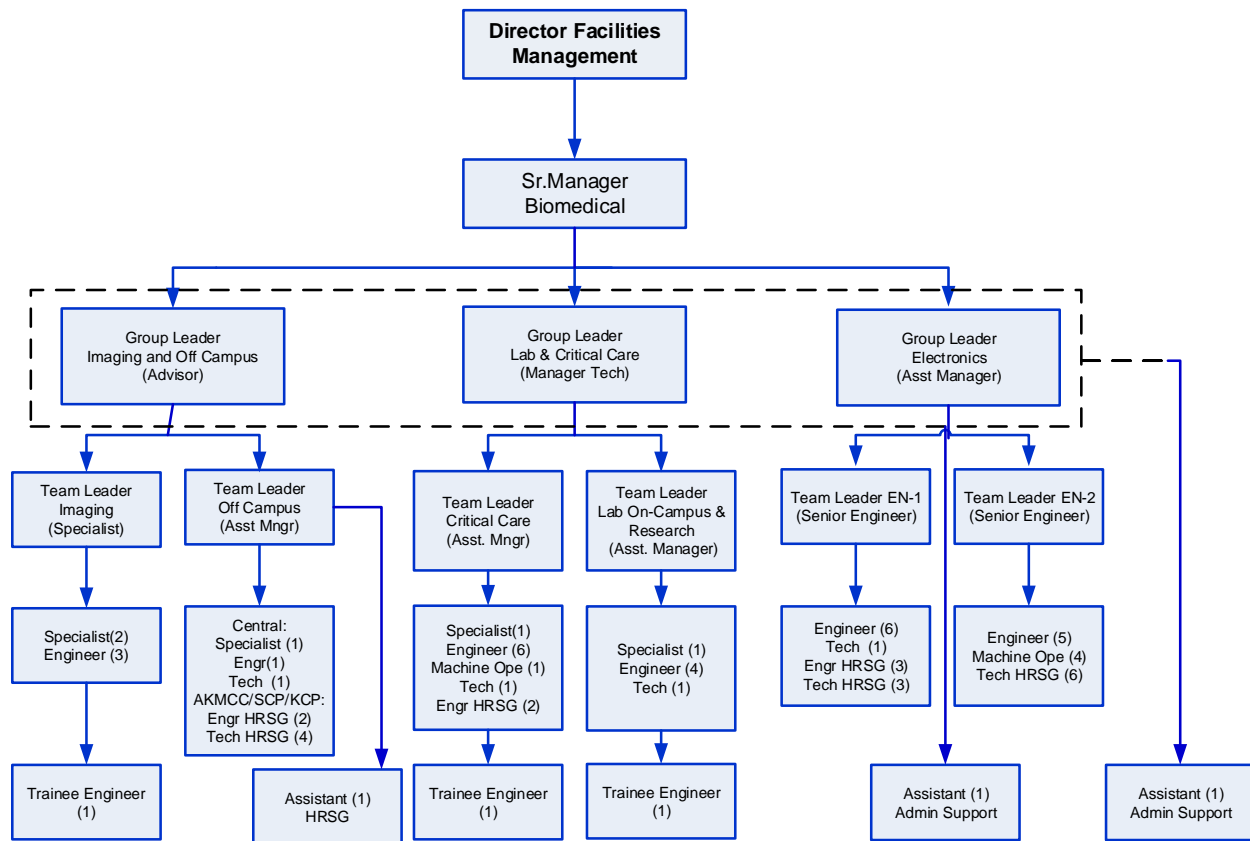 Director Facilities
Management
Sr.Manager
Biomedical
Group Leader
Imaging and Off Campus
(Advisor)
Group Leader
Lab & Critical Care
(Manager Tech)
Group Leader
Electronics
(Asst Manager)
Team Leader
Imaging
(Specialist)
Team Leader
Off Campus
(Asst Mngr)
Team Leader
Critical Care
(Asst. Mngr)
Team Leader
Lab On-Campus &
Research
(Asst. Manager)
Team Leader EN-1
(Senior Engineer)
Team Leader EN-2
(Senior Engineer)
Specialist(2)
Engineer (3)
Central:
Specialist (1)
Engr(1)
Tech (1)
AKMCC/SCP/KCP:
Engr HRSG (2)
Tech HRSG (4)
Specialist(1)
Engineer (6)
Machine Ope (1)
Tech (1)
Engr HRSG (2)
Specialist (1)
Engineer (4)
Tech (1)
Engineer (6)
Tech (1)
Engr HRSG (3)
Tech HRSG (3)
Engineer (5)
Machine Ope (4)
Tech HRSG (6)
Trainee Engineer
(1)
Assistant (1)
HRSG
Trainee Engineer
(1)
Trainee Engineer
(1)
Assistant (1)
Admin Support
Assistant (1)
Admin Support